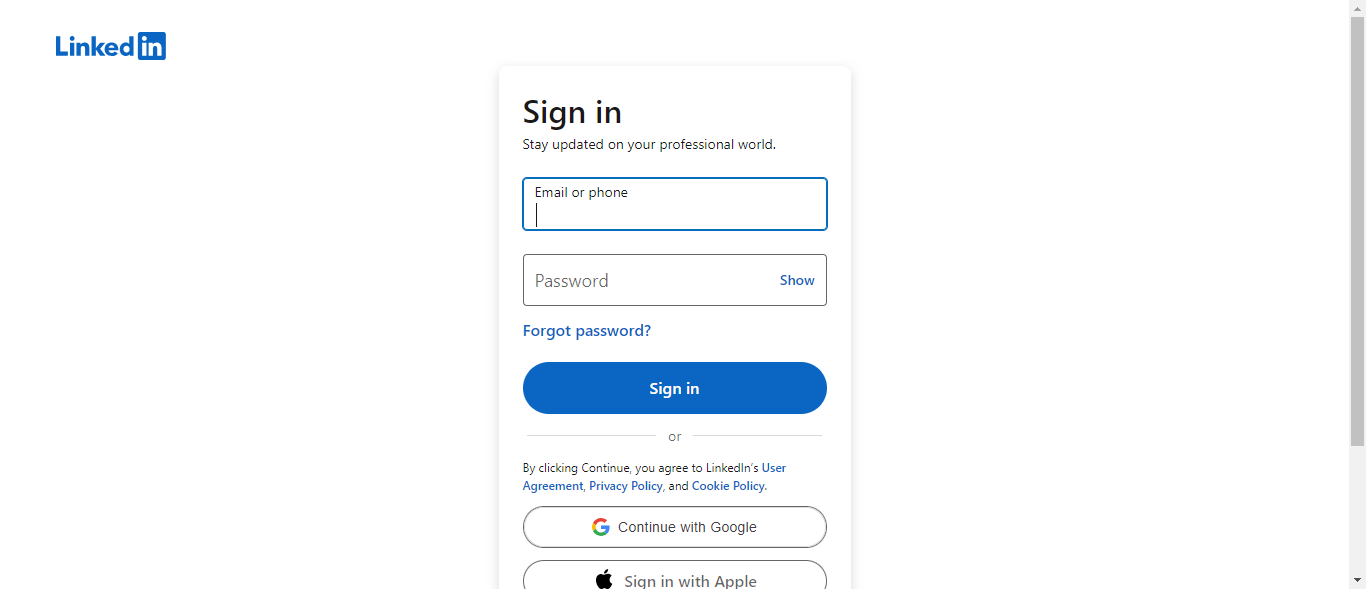 Linked in
Sign in
Stay updated on your professional world.
Email or phone
Password
Show
Forgot password?
Sign in
or
By clicking Continue, you agree to LinkedIn's User
Agreement, Privacy Policy, and Cookie Policy.
Continue with Google
Sign in with Apple